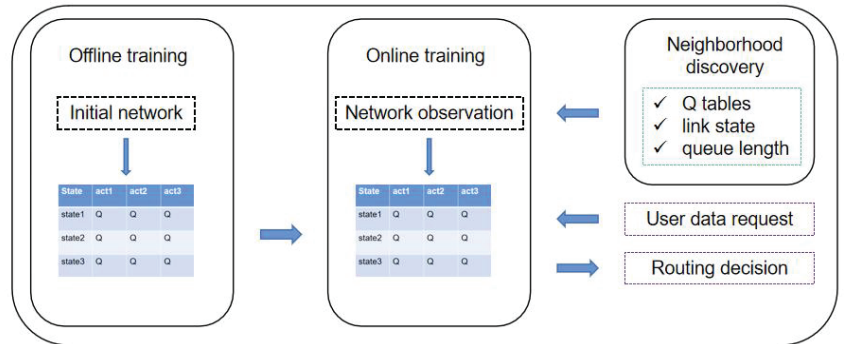 Offline training
Initial network
State act1 act2 act3
state1 Q Q Q
state2 Q Q Q
state3 Q Q Q
Online training
Network observation
State act1 act2 act3
state1 Q Q Q
state2 Q Q Q
state3 Q Q Q
Neighborhood
discovery
✓ Q tables
✓ link state
✓ queue length
User data request
Routing decision